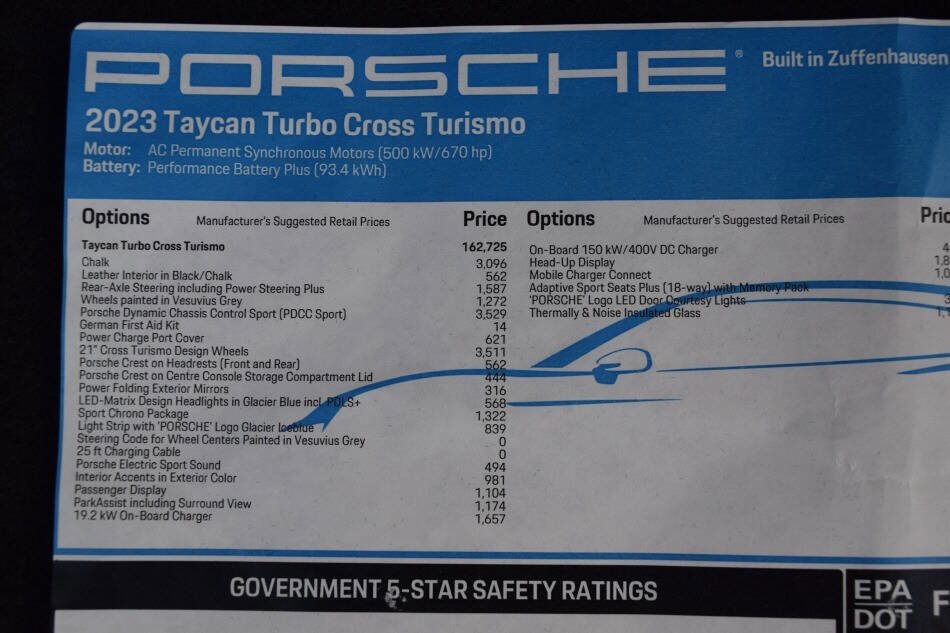 PORSCHE®
Built in Zuffenhausen
2023 Taycan Turbo Cross Turismo
Motor: AC Permanent Synchronous Motors (500 kW/670 hp)
Battery: Performance Battery Plus (93.4 kWh)
Options Manufacturer's Suggested Retail Prices Price
Taycan Turbo Cross Turismo 162,725
Chalk 3,096
Leather Interior in Black/Chalk 562
Rear-Axle Steering including Power Steering Plus 1,587
Wheels painted in Vesuvius Grey 1,272
Porsche Dynamic Chassis Control Sport (PDCC Sport) 3,529
German First Aid Kit 14
Power Charge Port Cover 621
21" Cross Turismo Design Wheels 3,511
Porsche Crest on Headrests (Front and Rear) 562
Porsche Crest on Centre Console Storage Compartment Lid 444
Power Folding Exterior Mirrors 316
LED-Matrix Design Headlights in Glacier Blue incl. PDLS+ 568
Sport Chrono Package 1,322
Light Strip with 'PORSCHE' Logo Glacier Iceblue 839
Steering Code for Wheel Centers Painted in Vesuvius Grey 0
25 ft Charging Cable 0
Porsche Electric Sport Sound 494
Interior Accents in Exterior Color 981
Passenger Display 1,104
ParkAssist including Surround View 1,174
19.2 kW On-Board Charger 1,657
Options Manufacturer's Suggested Retail Prices Pric
On-Board 150 kW/400V DC Charger 4
Head-Up Display 1,8
Mobile Charger Connect 1,0
Adaptive Sport Seats Plus (18-way) with Memory Pack
'PORSCHE' Logo LED Door Courtesy Lights
Thermally & Noise Insulated Glass
GOVERNMENT 5-STAR SAFETY RATINGS
EPA
DOT
F